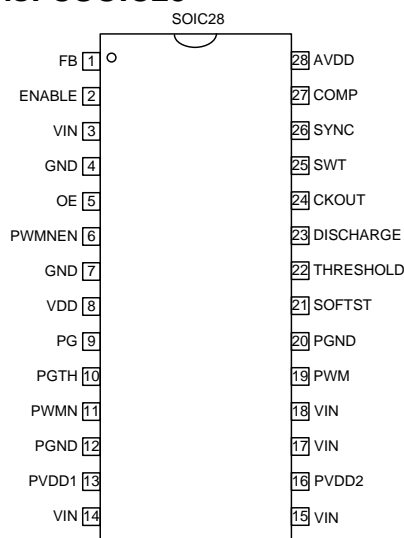 SOIC28
FB 1
ENABLE 2
VIN 3
GND 4
OE 5
PWMNEN 6
GND 7
VDD 8
PG 9
PGTH 10
PWMN 11
PGND 12
PVDD1 13
VIN 14
28 AVDD
27 COMP
26 SYNC
25 SWT
24 CKOUT
23 DISCHARGE
22 THRESHOLD
21 SOFTST
20 PGND
19 PWM
18 VIN
17 VIN
16 PVDD2
15 VIN